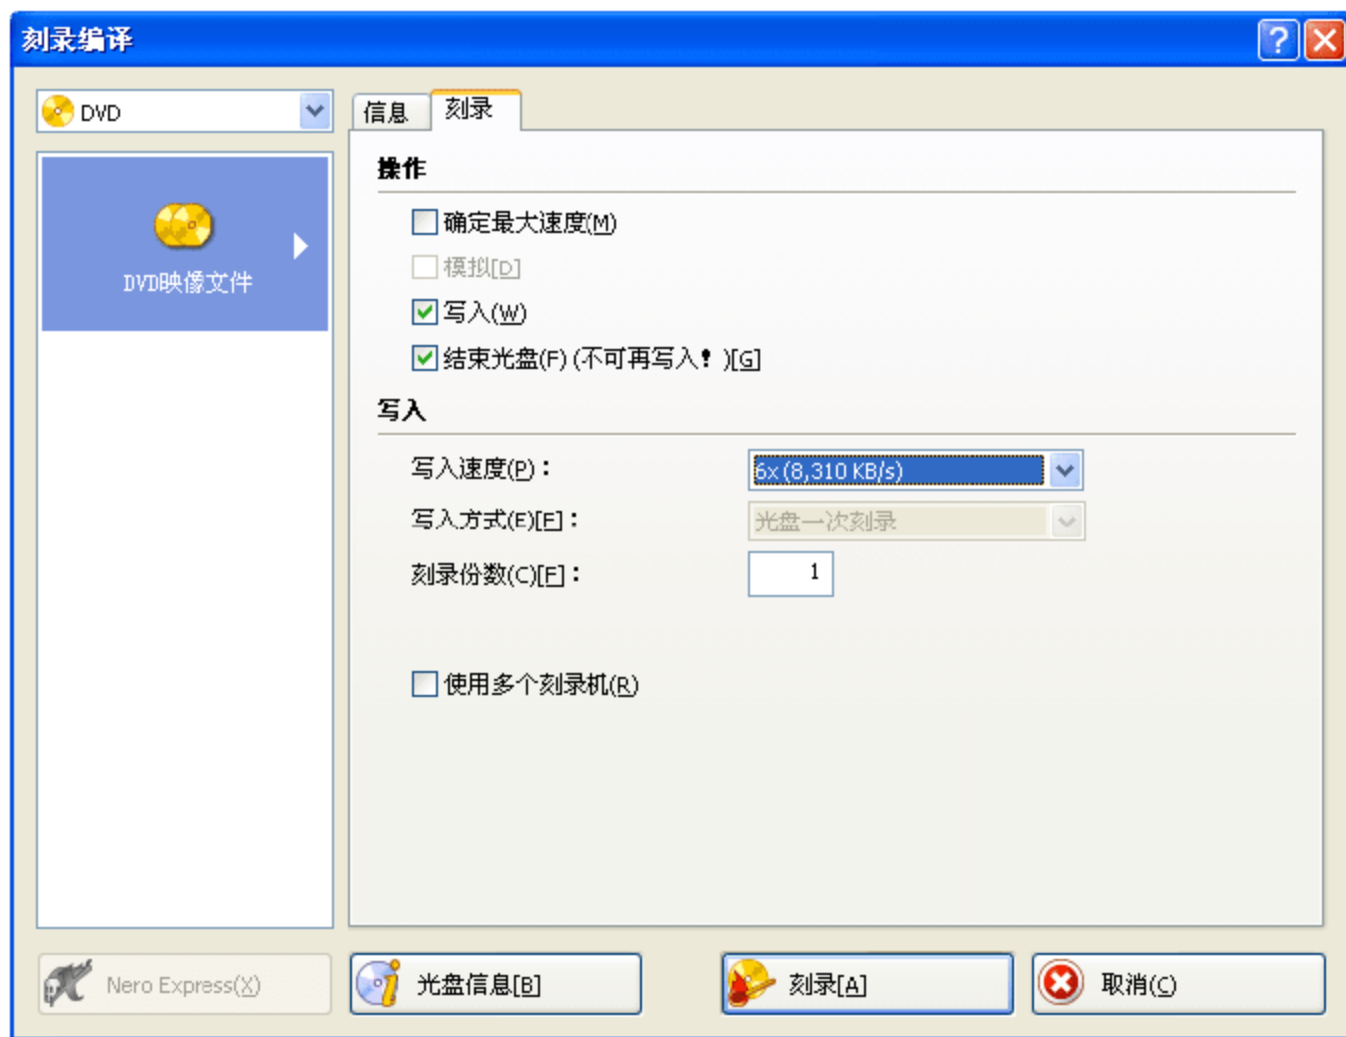 刻录编译
DVD
DVD映像文件
信息
刻录
操作
确定最大速度(M)
模拟[D]
写入(W)
结束光盘(F) (不可再写入！)[G]
写入
写入速度(P)：
6x (8,310 KB/s)
写入方式(E)[E]：
光盘一次刻录
刻录份数(C)[F]：
1
使用多个刻录机(R)
Nero Express(X)
光盘信息[B]
刻录[A]
取消(C)